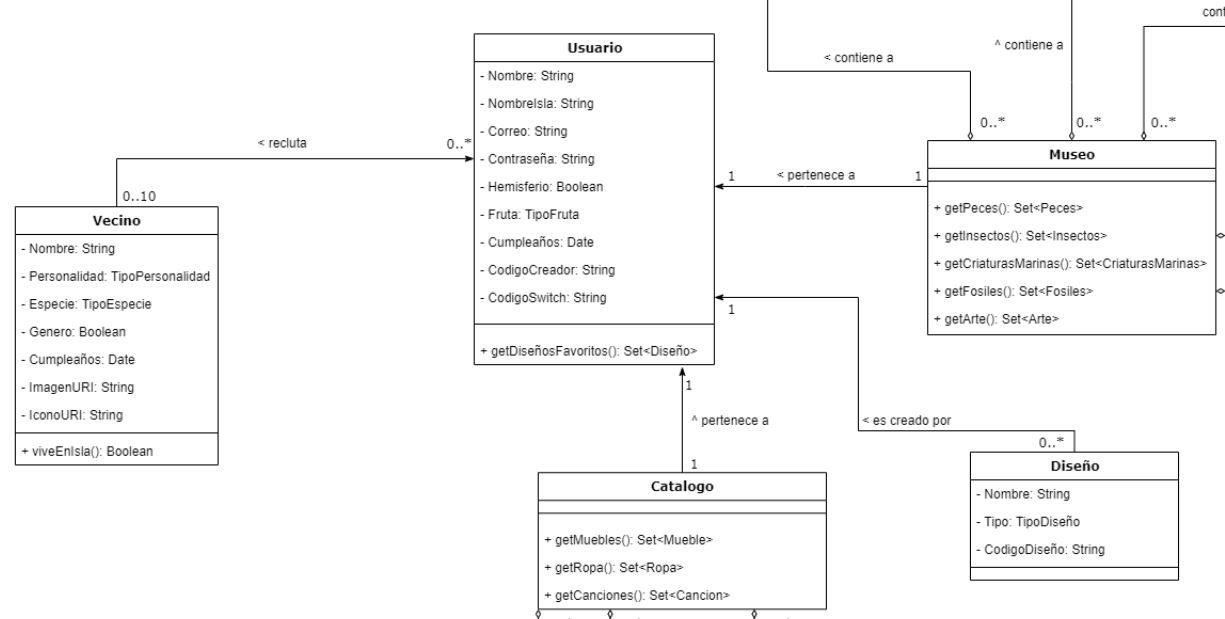 cont
^ contiene a
< contiene a
0..*
0..*
0..*
Usuario
- Nombre: String
- NombreIsla: String
- Correo: String
- Contraseña: String
- Hemisferio: Boolean
- Fruta: TipoFruta
- Cumpleaños: Date
- CodigoCreador: String
- CodigoSwitch: String
+ getDiseñosFavoritos(): Set<Diseño>
< recluta
0..*
0..10
Vecino
- Nombre: String
- Personalidad: TipoPersonalidad
- Especie: TipoEspecie
- Genero: Boolean
- Cumpleaños: Date
- ImagenURI: String
- IconoURI: String
+ viveEnIsla(): Boolean
1
< pertenece a
1
Museo
+ getPeces(): Set<Peces>
+ getInsectos(): Set<Insectos>
+ getCriaturasMarinas(): Set<CriaturasMarinas>
+ getFosiles(): Set<Fosiles>
+ getArte(): Set<Arte>
1
< es creado por
0..*
Diseño
- Nombre: String
- Tipo: TipoDiseño
- CodigoDiseño: String
1
^ pertenece a
1
Catalogo
+ getMuebles(): Set<Mueble>
+ getRopa(): Set<Ropa>
+ getCanciones(): Set<Cancion>